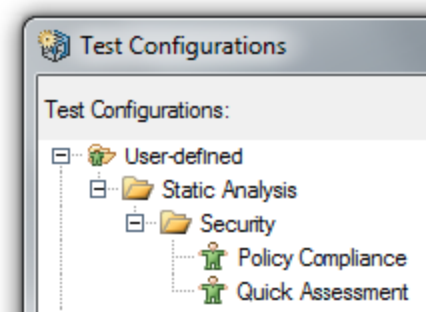 Test Configurations
Test Configurations:
User-defined
Static Analysis
Security
Policy Compliance
Quick Assessment